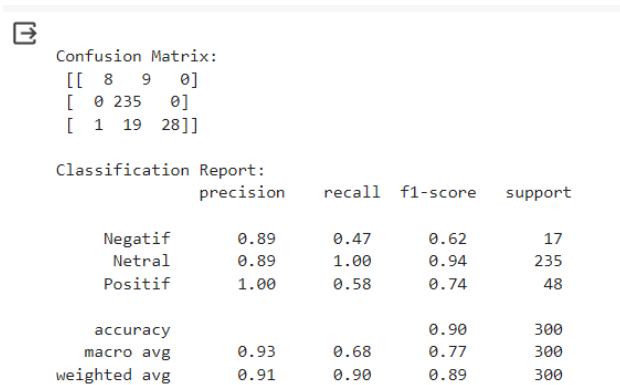 Confusion Matrix:
[[ 8 9 0]
[ 0 235 0]
[ 1 19 28]]
Classification Report:
precision recall f1-score support
Negatif 0.89 0.47 0.62 17
Netral 0.89 1.00 0.94 235
Positif 1.00 0.58 0.74 48
accuracy 0.90 300
macro avg 0.93 0.68 0.77 300
weighted avg 0.91 0.90 0.89 300